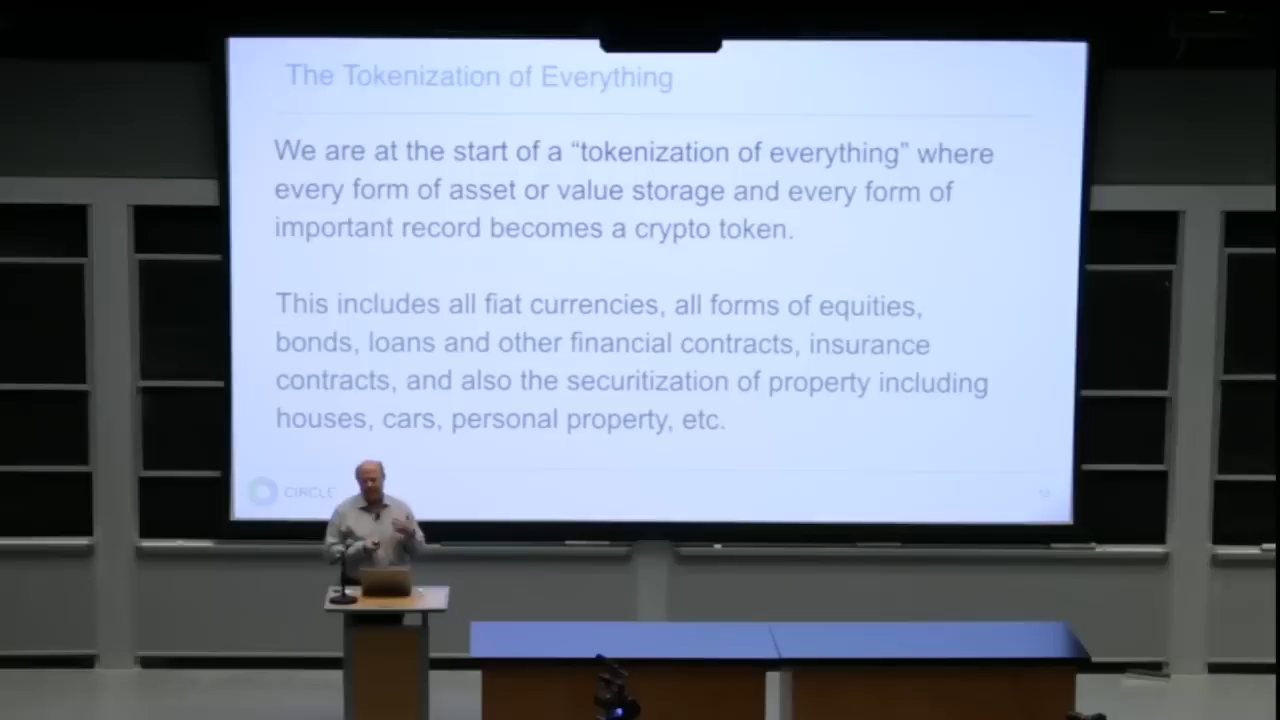 The Tokenization of Everything
We are at the start of a “tokenization of everything” where
every form of asset or value storage and every form of
important record becomes a crypto token.
This includes all fiat currencies, all forms of equities,
bonds, loans and other financial contracts, insurance
contracts, and also the securitization of property including
houses, cars, personal property, etc.
CIRCLE